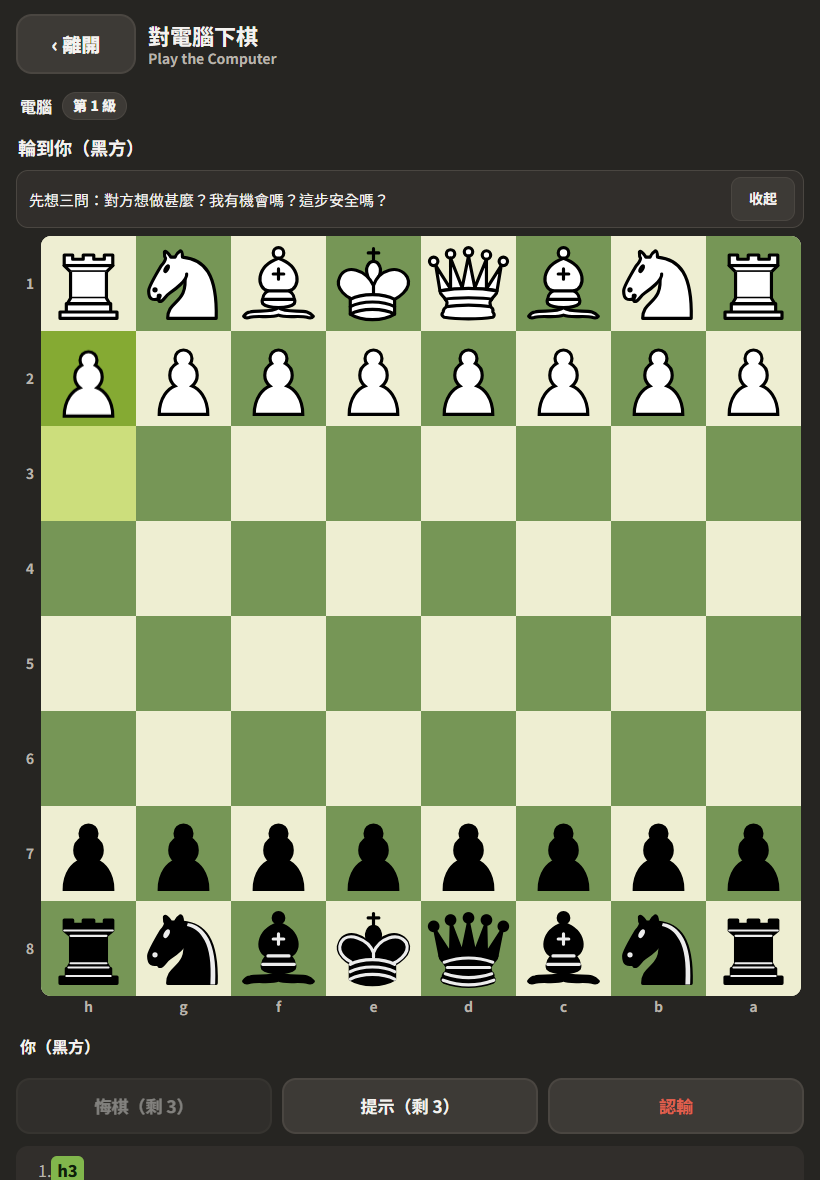 ‹ 離開
對電腦下棋
Play the Computer
電腦 第 1 級
輪到你（黑方）
先想三問：對方想做甚麼？我有機會嗎？這步安全嗎？ 收起
1
2
3
4
5
6
7
8
h g f e d c b a
你（黑方）
悔棋（剩 3） 提示（剩 3） 認輸
1. h3